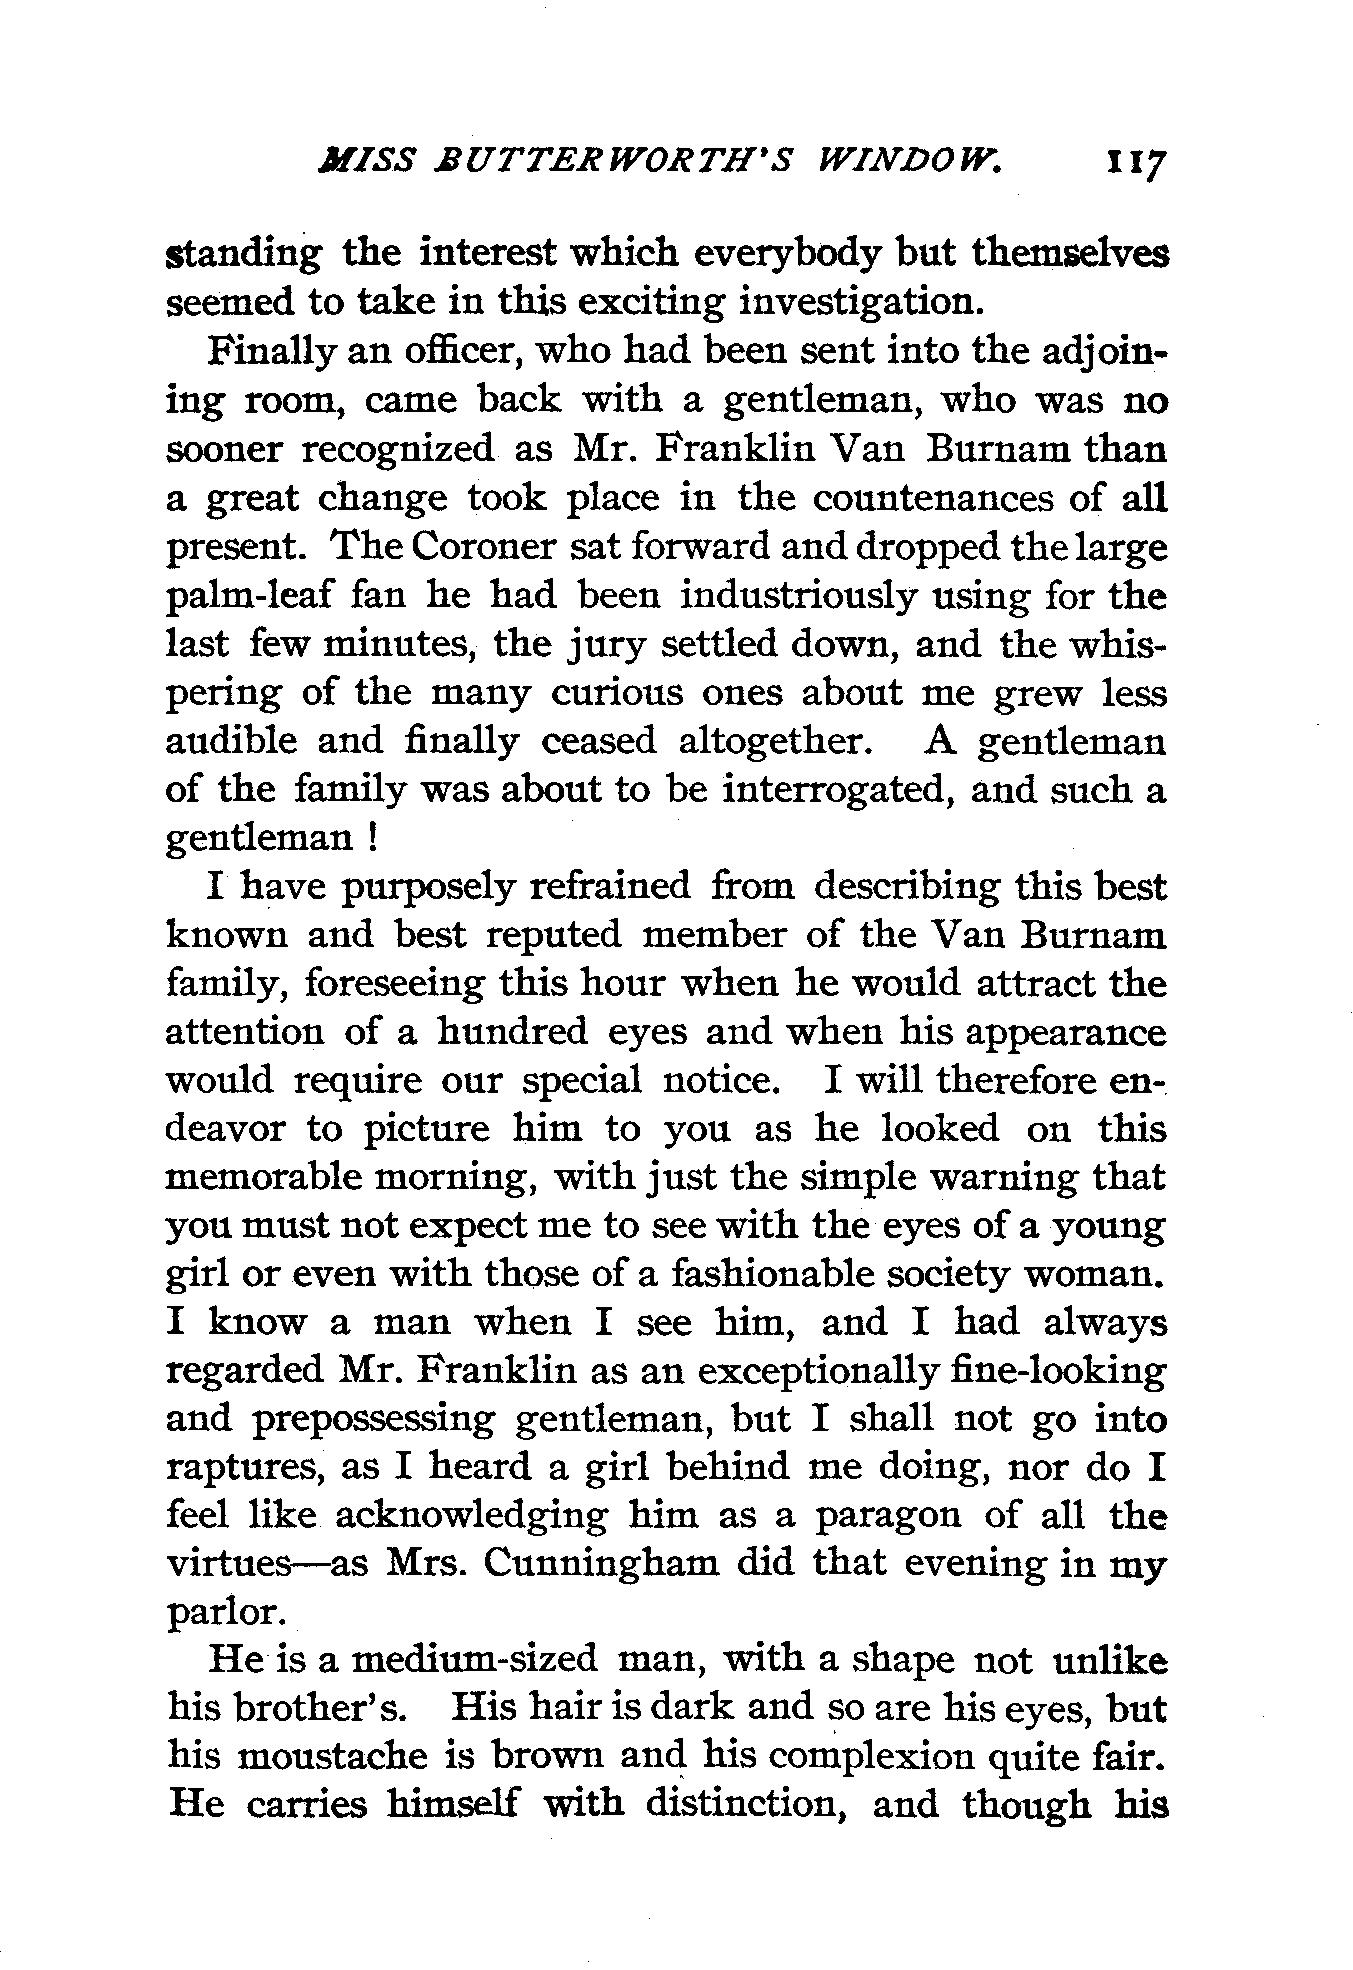 MISS BUTTERWORTH'S WINDOW. 117
standing the interest which everybody but themselves
seemed to take in this exciting investigation.
Finally an officer, who had been sent into the adjoin-
ing room, came back with a gentleman, who was no
sooner recognized as Mr. Franklin Van Burnam than
a great change took place in the countenances of all
present. The Coroner sat forward and dropped the large
palm-leaf fan he had been industriously using for the
last few minutes, the jury settled down, and the whis-
pering of the many curious ones about me grew less
audible and finally ceased altogether. A gentleman
of the family was about to be interrogated, and such a
gentleman !
I have purposely refrained from describing this best
known and best reputed member of the Van Burnam
family, foreseeing this hour when he would attract the
attention of a hundred eyes and when his appearance
would require our special notice. I will therefore en-
deavor to picture him to you as he looked on this
memorable morning, with just the simple warning that
you must not expect me to see with the eyes of a young
girl or even with those of a fashionable society woman.
I know a man when I see him, and I had always
regarded Mr. Franklin as an exceptionally fine-looking
and prepossessing gentleman, but I shall not go into
raptures, as I heard a girl behind me doing, nor do I
feel like acknowledging him as a paragon of all the
virtues—as Mrs. Cunningham did that evening in my
parlor.
He is a medium-sized man, with a shape not unlike
his brother's. His hair is dark and so are his eyes, but
his moustache is brown and his complexion quite fair.
He carries himself with distinction, and though his